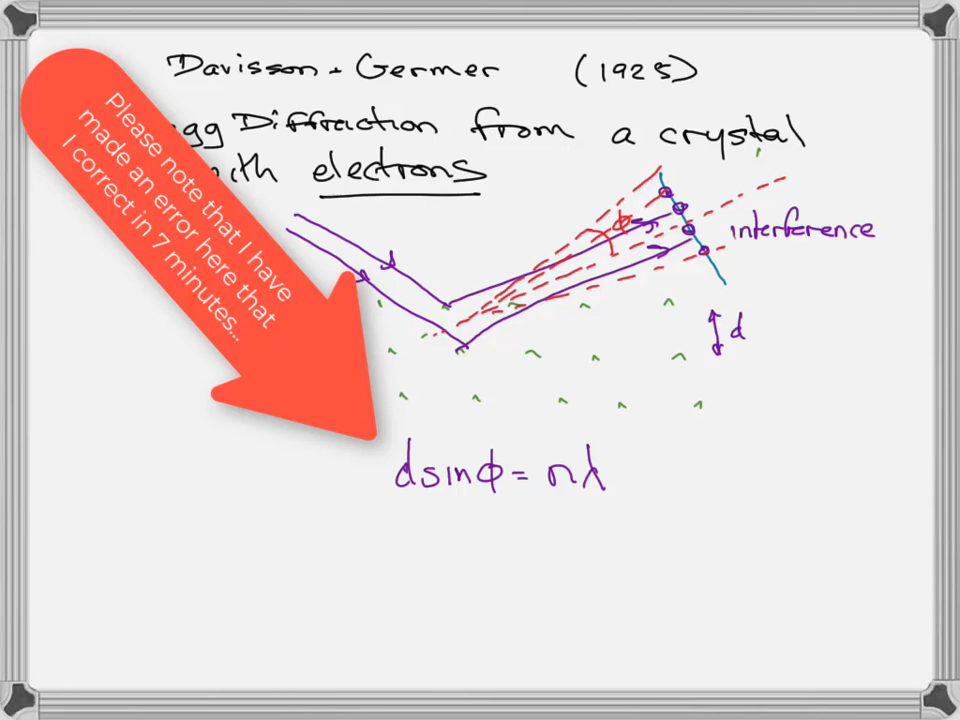 Davisson + Germer (1925)
agg Diffraction from a crystal
with electrons
Please note that I have
made an error here that
I correct in 7 minutes...
ϕ
interference
d
d sin ϕ = nλ